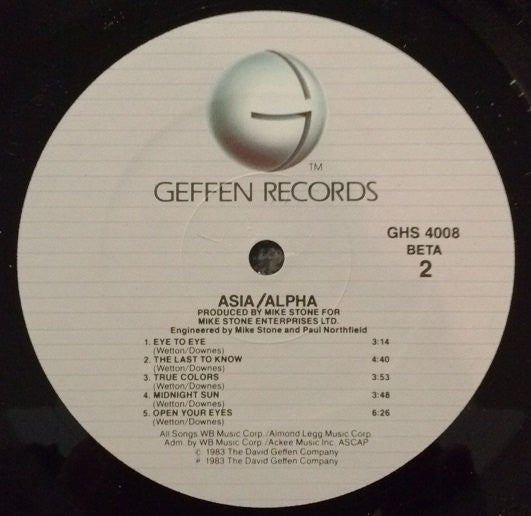 G
TM
GEFFEN RECORDS
GHS 4008
BETA
2
ASIA/ALPHA
PRODUCED BY MIKE STONE FOR
MIKE STONE ENTERPRISES LTD.
Engineered by Mike Stone and Paul Northfield
1. EYE TO EYE 3:14
(Wetton/Downes)
2. THE LAST TO KNOW 4:40
(Wetton/Downes)
3. TRUE COLORS 3:53
(Wetton/Downes)
4. MIDNIGHT SUN 3:48
(Wetton/Downes)
5. OPEN YOUR EYES 6:26
(Wetton/Downes)
All Songs WB Music Corp./Almond Legg Music Corp.
Adm. by WB Music Corp./Ackee Music Inc. ASCAP
© 1983 The David Geffen Company
℗ 1983 The David Geffen Company